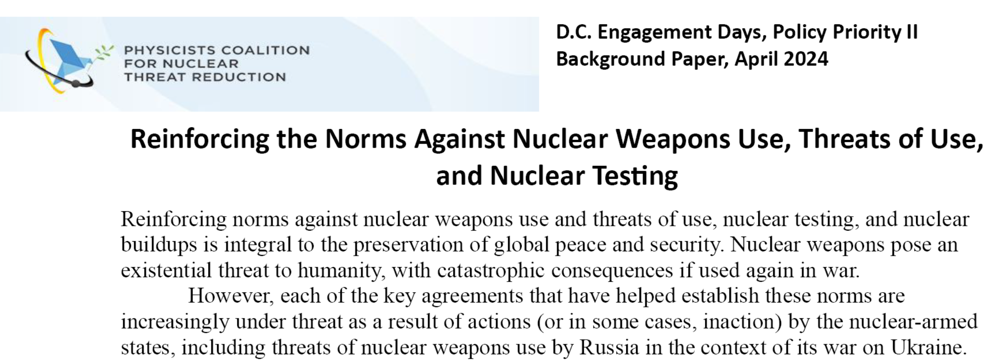 PHYSICISTS COALITION
FOR NUCLEAR
THREAT REDUCTION
D.C. Engagement Days, Policy Priority II
Background Paper, April 2024
Reinforcing the Norms Against Nuclear Weapons Use, Threats of Use,
and Nuclear Testing
Reinforcing norms against nuclear weapons use and threats of use, nuclear testing, and nuclear
buildups is integral to the preservation of global peace and security. Nuclear weapons pose an
existential threat to humanity, with catastrophic consequences if used again in war.
However, each of the key agreements that have helped establish these norms are
increasingly under threat as a result of actions (or in some cases, inaction) by the nuclear-armed
states, including threats of nuclear weapons use by Russia in the context of its war on Ukraine.